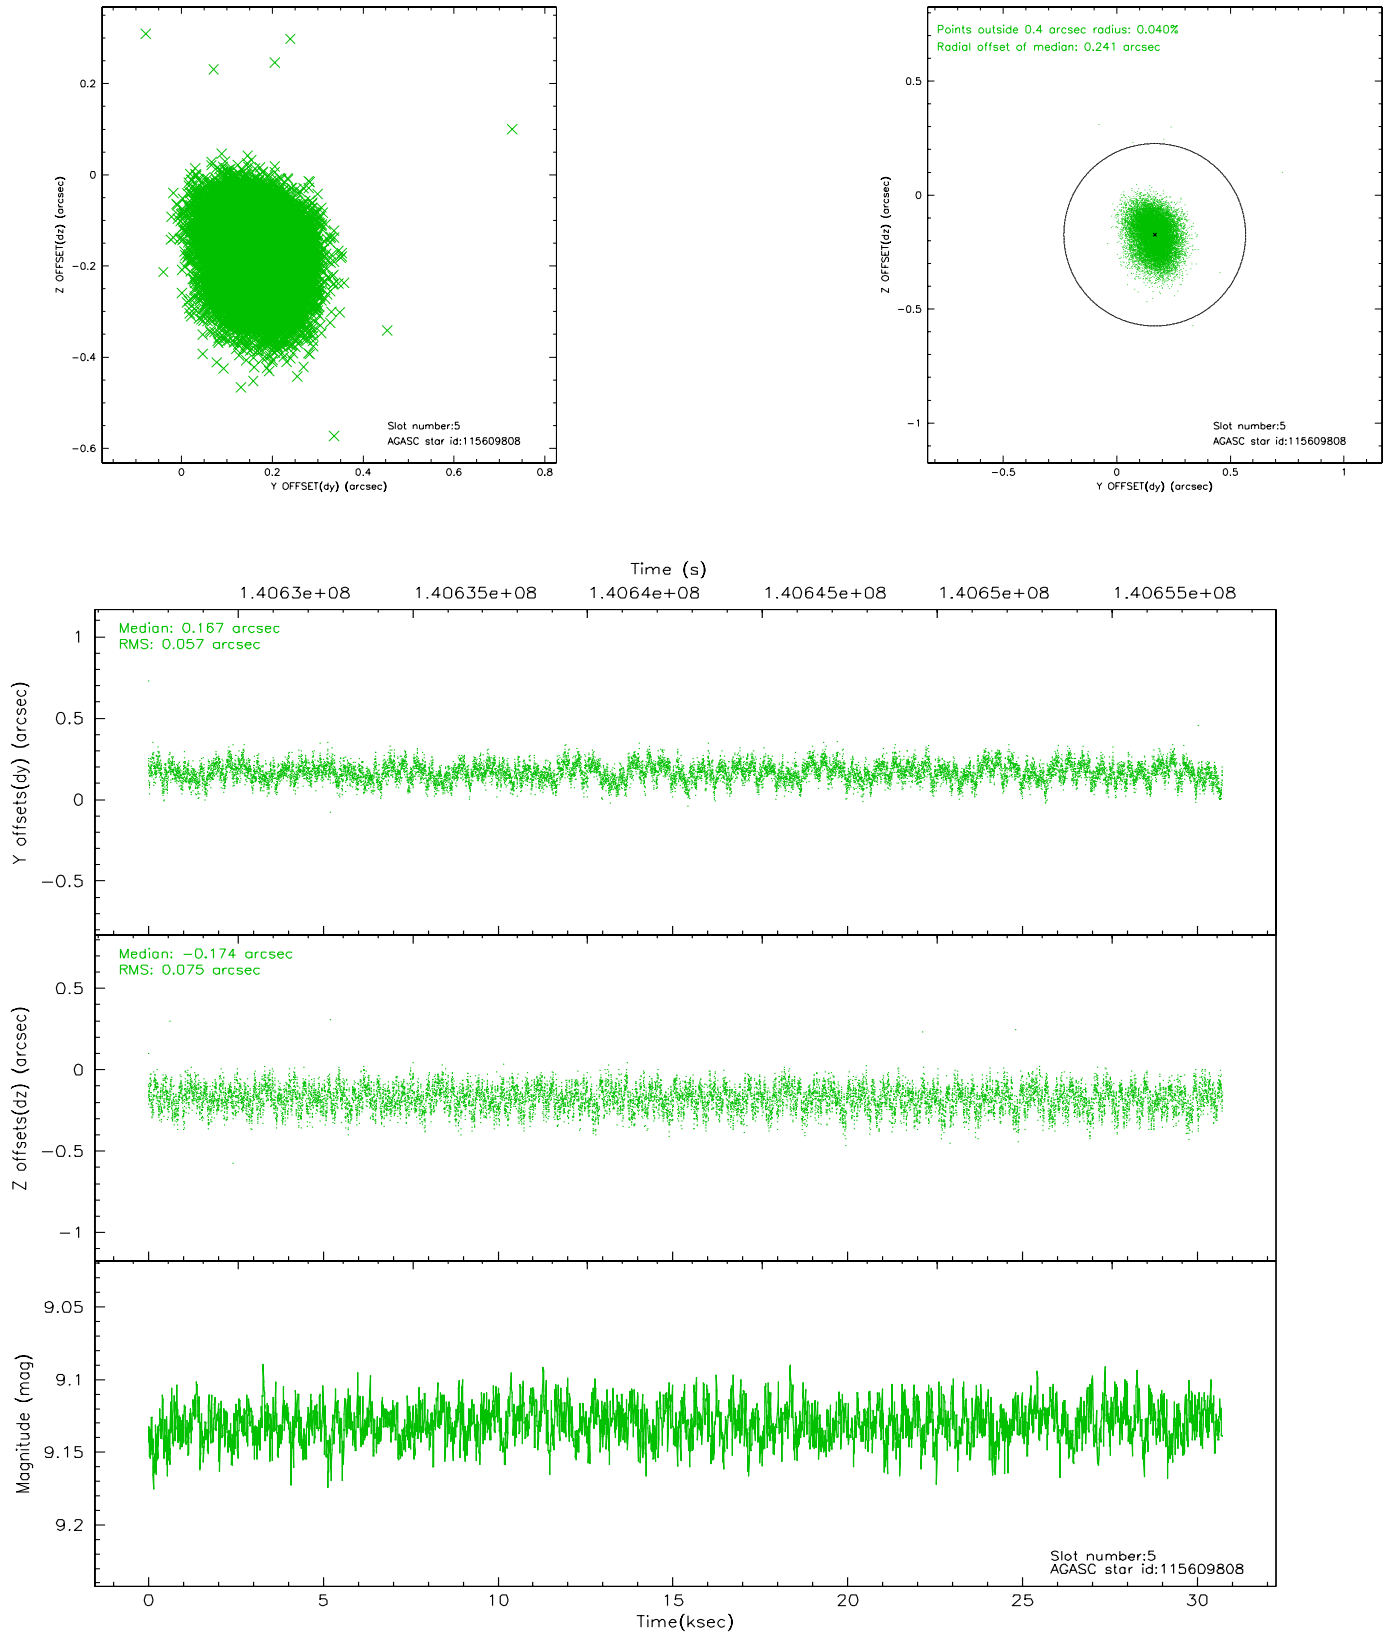 0.2
0
−0.2
−0.4
−0.6
Z OFFSET(dz) (arcsec)
Slot number:5
AGASC star id:115609808
0 0.2 0.4 0.6 0.8
Y OFFSET(dy) (arcsec)
Points outside 0.4 arcsec radius: 0.040%
Radial offset of median: 0.241 arcsec
0.5
0
−0.5
−1
Z OFFSET(dz) (arcsec)
Slot number:5
AGASC star id:115609808
−0.5 0 0.5 1
Y OFFSET(dy) (arcsec)
Time (s)
1.4063e+08 1.40635e+08 1.4064e+08 1.40645e+08 1.4065e+08 1.40655e+08
Median: 0.167 arcsec
RMS: 0.057 arcsec
1
0.5
0
−0.5
Y offsets(dy) (arcsec)
Median: −0.174 arcsec
RMS: 0.075 arcsec
0.5
0
−0.5
−1
Z offsets(dz) (arcsec)
9.05
9.1
9.15
9.2
Magnitude (mag)
Slot number:5
AGASC star id:115609808
0 5 10 15 20 25 30
Time(ksec)